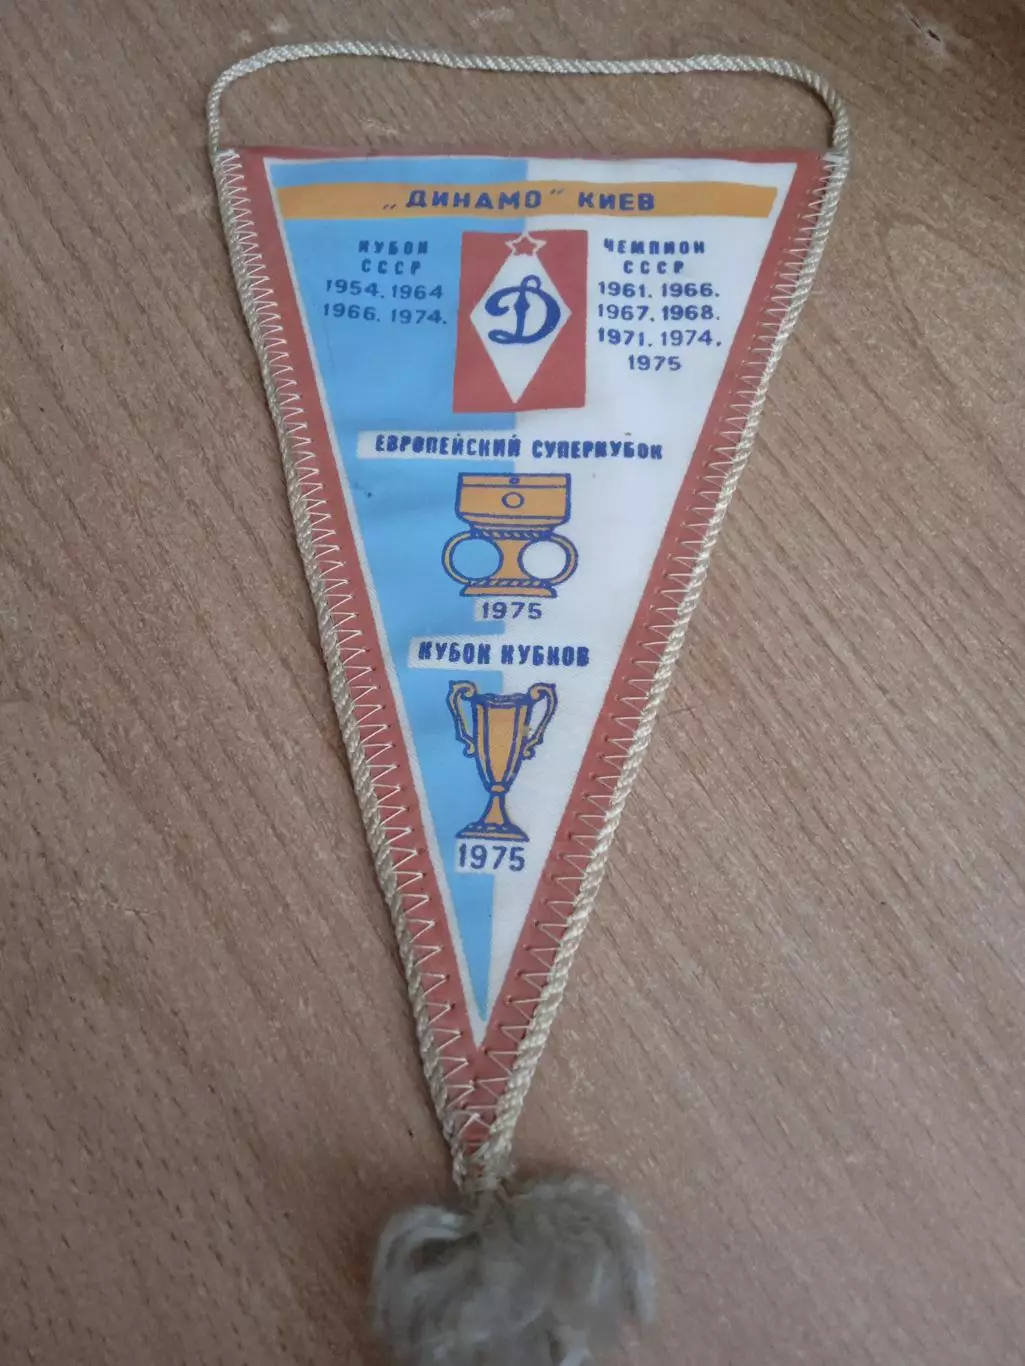 „ДИНАМО" КИЕВ
КУБОК
СССР
1954. 1964
1966. 1974.
Д
ЧЕМПИОН
СССР
1961. 1966.
1967. 1968.
1971. 1974.
1975
ЕВРОПЕЙСКИЙ СУПЕРКУБОК
1975
КУБОК КУБКОВ
1975